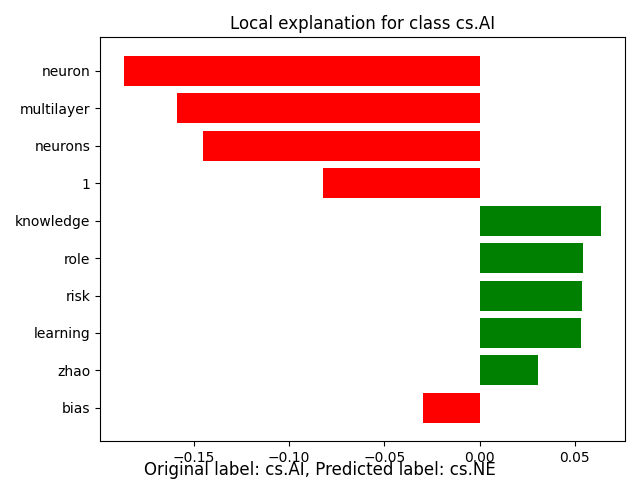 Local explanation for class cs.AI
neuron
multilayer
neurons
1
knowledge
role
risk
learning
zhao
bias
−0.15 −0.10 −0.05 0.00 0.05
Original label: cs.AI, Predicted label: cs.NE